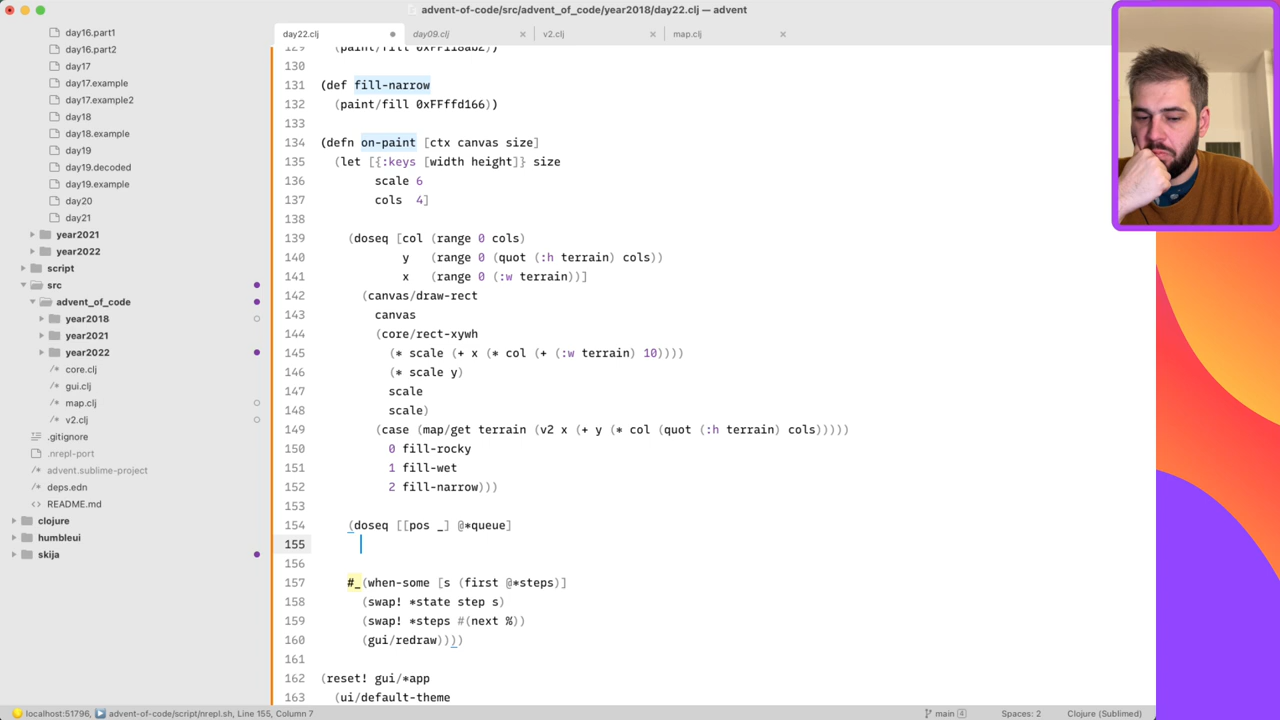 advent-of-code/src/advent_of_code/year2018/day22.clj — advent
day22.clj
day09.clj
v2.clj
map.clj
day16.part1
day16.part2
day17
day17.example
day17.example2
day18
day18.example
day19
day19.decoded
day19.example
day20
day21
year2021
year2022
script
src
advent_of_code
year2018
year2021
year2022
core.clj
gui.clj
map.clj
v2.clj
.gitignore
.nrepl-port
advent.sublime-project
deps.edn
README.md
clojure
humbleui
skija
129 (paint/fill 0xFF118ab2))
130
131 (def fill-narrow
132 (paint/fill 0xFFffd166))
133
134 (defn on-paint [ctx canvas size]
135 (let [{:keys [width height]} size
136 scale 6
137 cols 4]
138
139 (doseq [col (range 0 cols)
140 y (range 0 (quot (:h terrain) cols))
141 x (range 0 (:w terrain))]
142 (canvas/draw-rect
143 canvas
144 (core/rect-xywh
145 (* scale (+ x (* col (+ (:w terrain) 10))))
146 (* scale y)
147 scale
148 scale)
149 (case (map/get terrain (v2 x (+ y (* col (quot (:h terrain) cols)))))
150 0 fill-rocky
151 1 fill-wet
152 2 fill-narrow)))
153
154 (doseq [[pos _] @*queue]
155
156
157 #_(when-some [s (first @*steps)]
158 (swap! *state step s)
159 (swap! *steps #(next %))
160 (gui/redraw))))
161
162 (reset! gui/*app
163 (ui/default-theme
localhost:51796, advent-of-code/script/nrepl.sh, Line 155, Column 7
main 4
Spaces: 2
Clojure (Sublimed)